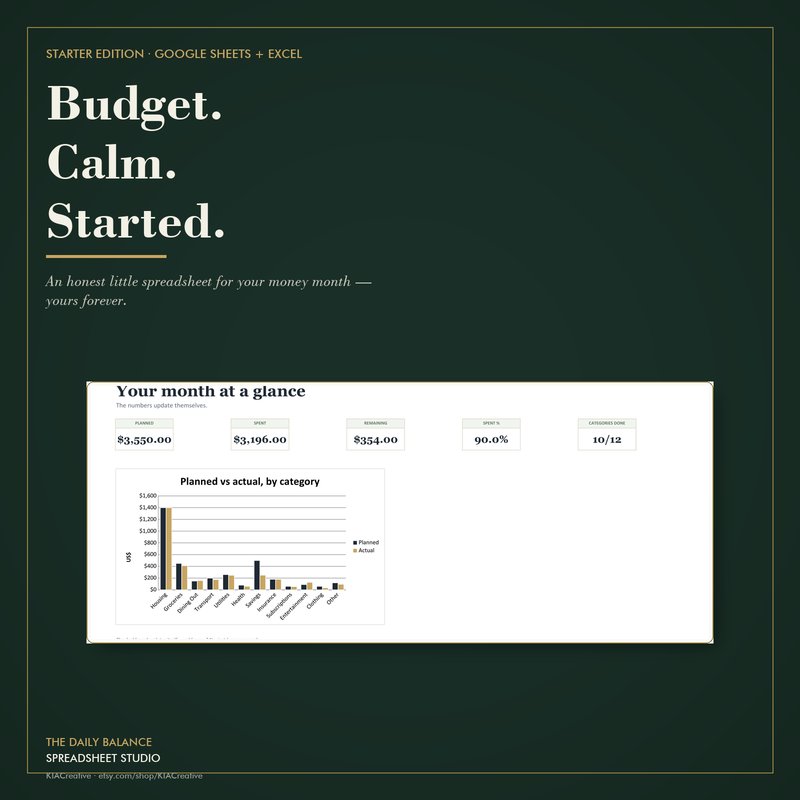 STARTER EDITION · GOOGLE SHEETS + EXCEL
Budget.
Calm.
Started.
An honest little spreadsheet for your money month —
yours forever.
Your month at a glance
The numbers update themselves.
PLANNED SPENT REMAINING SPENT % CATEGORIES DONE
$3,550.00 $3,196.00 $354.00 90.0% 10/12
Planned vs actual, by category
$1,600
$1,400
$1,200
$1,000
$800
$600
$400
$200
$0
US$
Planned
Actual
Housing
Groceries
Dining Out
Transport
Utilities
Health
Savings
Insurance
Subscriptions
Entertainment
Clothing
Other
THE DAILY BALANCE
SPREADSHEET STUDIO
KIACreative · etsy.com/shop/KIACreative